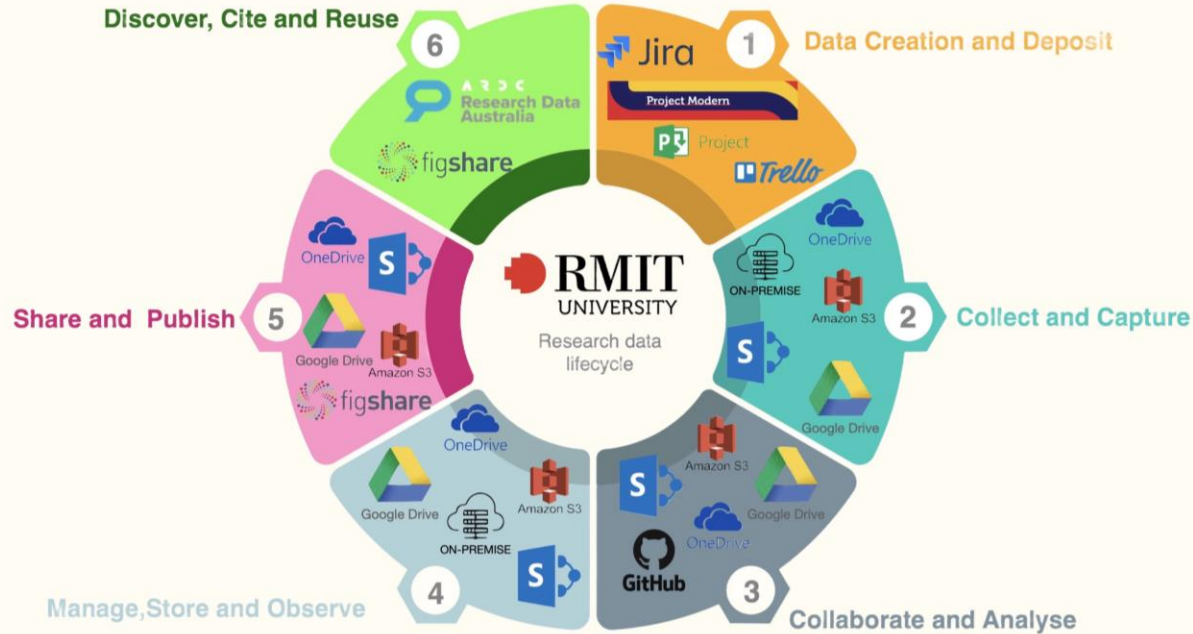 Discover, Cite and Reuse
6
ARDC
Research Data
Australia
figshare
1
Data Creation and Deposit
Jira
Project Modern
P
Project
Trello
OneDrive
ON-PREMISE
Amazon S3
S
Google Drive
2
Collect and Capture
Amazon S3
S
Google Drive
OneDrive
GitHub
3
Collaborate and Analyse
OneDrive
Google Drive
Amazon S3
ON-PREMISE
S
4
Manage,Store and Observe
OneDrive
S
Google Drive
Amazon S3
figshare
5
Share and Publish
RMIT
UNIVERSITY
Research data
lifecycle